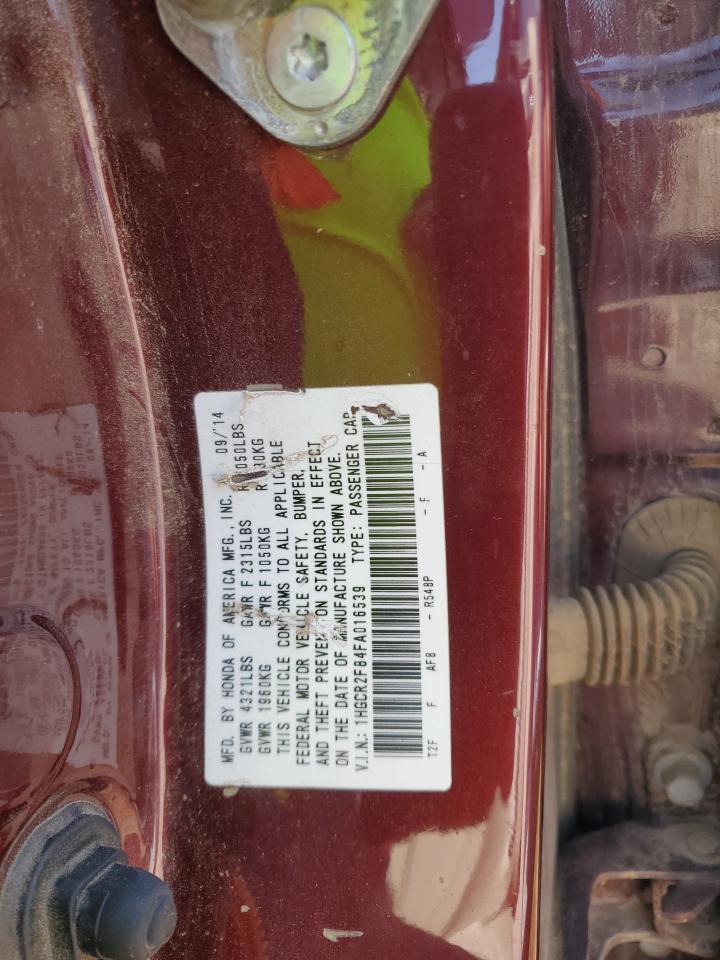 MFD. BY HONDA OF AMERICA MFG., INC. 09/'14
GVWR 4321LBS GAWR F 2315LBS 050LBS
GVWR 1960KG GAWR F 1050KG 30KG
THIS VEHICLE CONFORMS TO ALL APPLICABLE
FEDERAL MOTOR VEHICLE SAFETY, BUMPER,
AND THEFT PREVENTION STANDARDS IN EFFECT
ON THE DATE OF MANUFACTURE SHOWN ABOVE.
V.I.N.: 1HGCR2F84FA016539 TYPE: PASSENGER CAR
T2F F AF8 - R548P - F - A